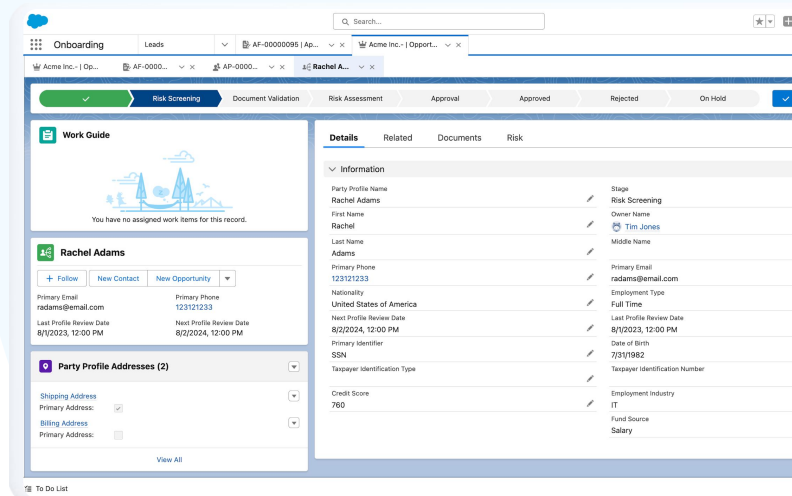 Search...
Onboarding
Leads
AF-00000095 | Ap...
Acme Inc.- | Opport...
Acme Inc.- | Op...
AF-0000...
AP-0000...
Rachel A...
Risk Screening
Document Validation
Risk Assessment
Approval
Approved
Rejected
On Hold
Work Guide
You have no assigned work items for this record.
Rachel Adams
+ Follow
New Contact
New Opportunity
Primary Email
Primary Phone
radams@email.com
123121233
Last Profile Review Date
Next Profile Review Date
8/1/2023, 12:00 PM
8/2/2024, 12:00 PM
Party Profile Addresses (2)
Shipping Address
Primary Address:
Billing Address
Primary Address:
View All
Details
Related
Documents
Risk
Information
Party Profile Name
Rachel Adams
Stage
Risk Screening
First Name
Rachel
Owner Name
Tim Jones
Last Name
Adams
Middle Name
Primary Phone
123121233
Primary Email
radams@email.com
Nationality
United States of America
Employment Type
Full Time
Next Profile Review Date
8/2/2024, 12:00 PM
Last Profile Review Date
8/1/2023, 12:00 PM
Primary Identifier
SSN
Date of Birth
7/31/1982
Taxpayer Identification Type
Taxpayer Identification Number
Credit Score
760
Employment Industry
IT
Fund Source
Salary
To Do List